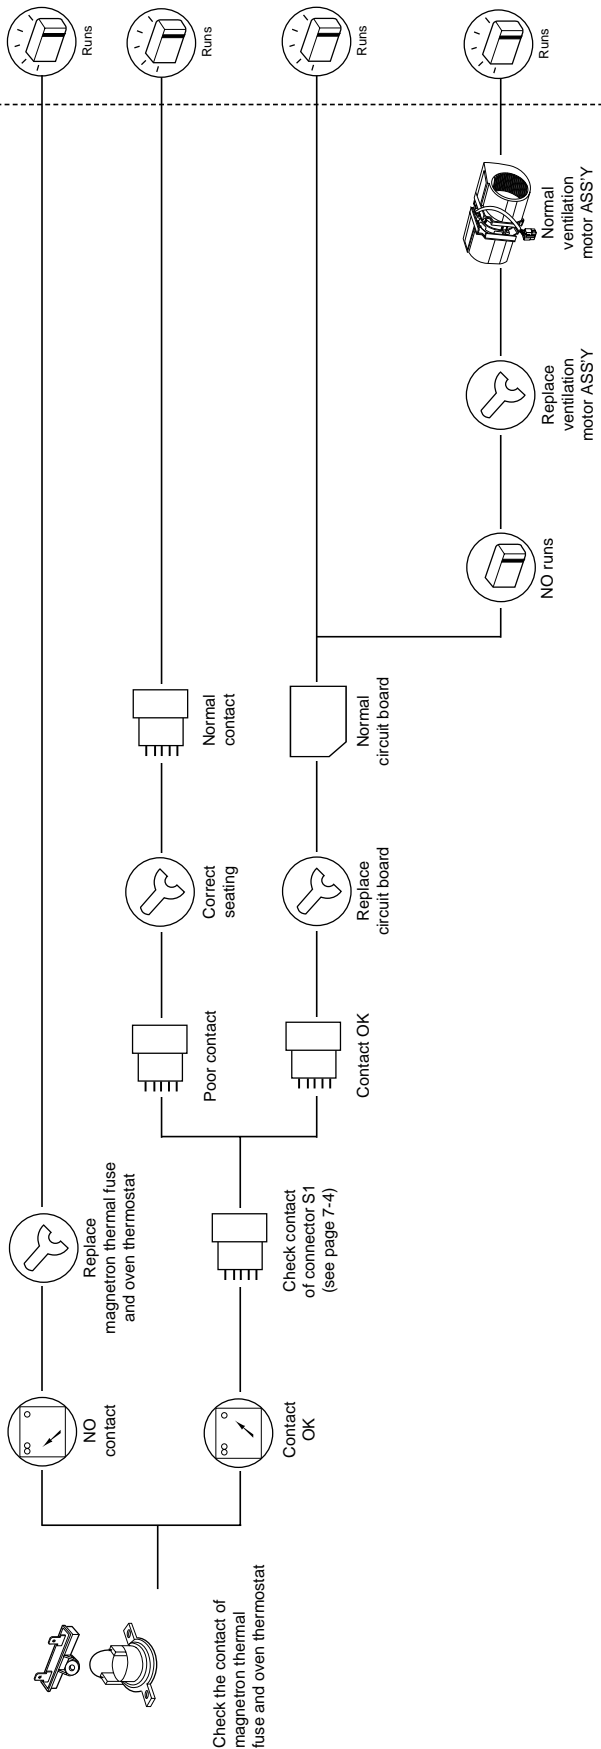 Check the contact of
magnetron thermal
fuse and oven thermostat
NO
contact
Replace
magnetron thermal fuse
and oven thermostat
Runs
Contact
OK
Check contact
of connector S1
(see page 7-4)
Poor contact
Correct
seating
Normal
contact
Runs
Contact OK
Replace
circuit board
Normal
circuit board
Runs
NO runs
Replace
ventilation
motor ASS'Y
Normal
ventilation
motor ASS'Y
Runs